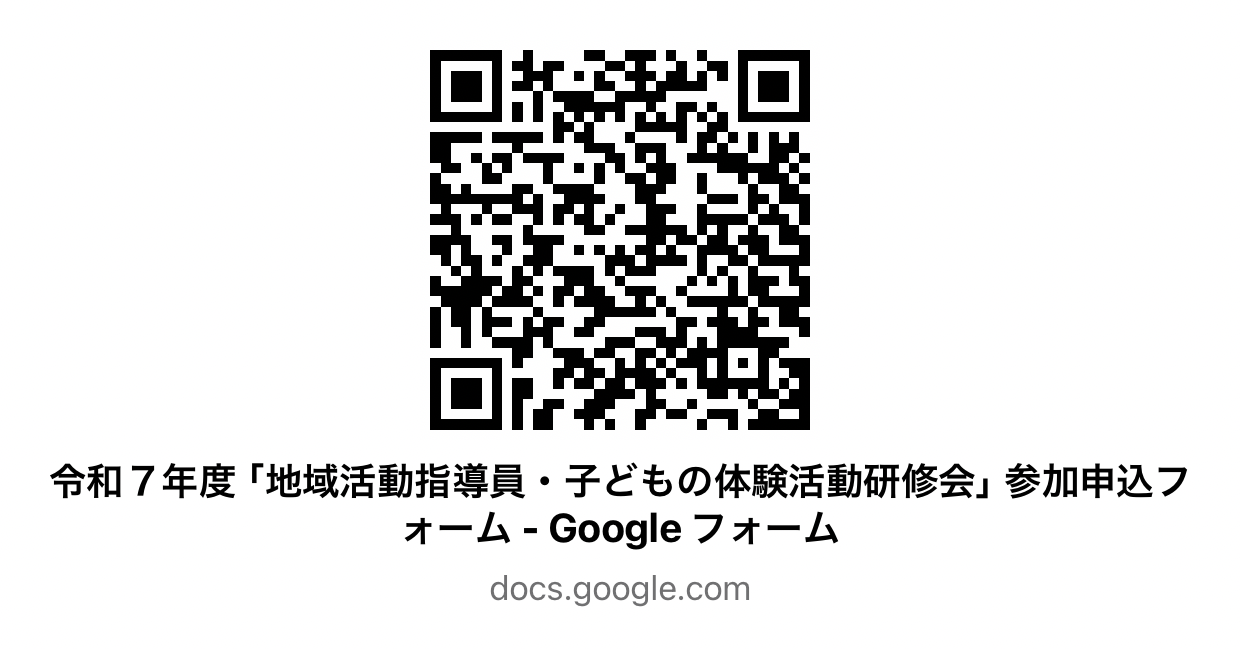 令和７年度 ｢地域活動指導員・子どもの体験活動研修会｣ 参加申込フ
ォーム - Google フォーム
docs.google.com